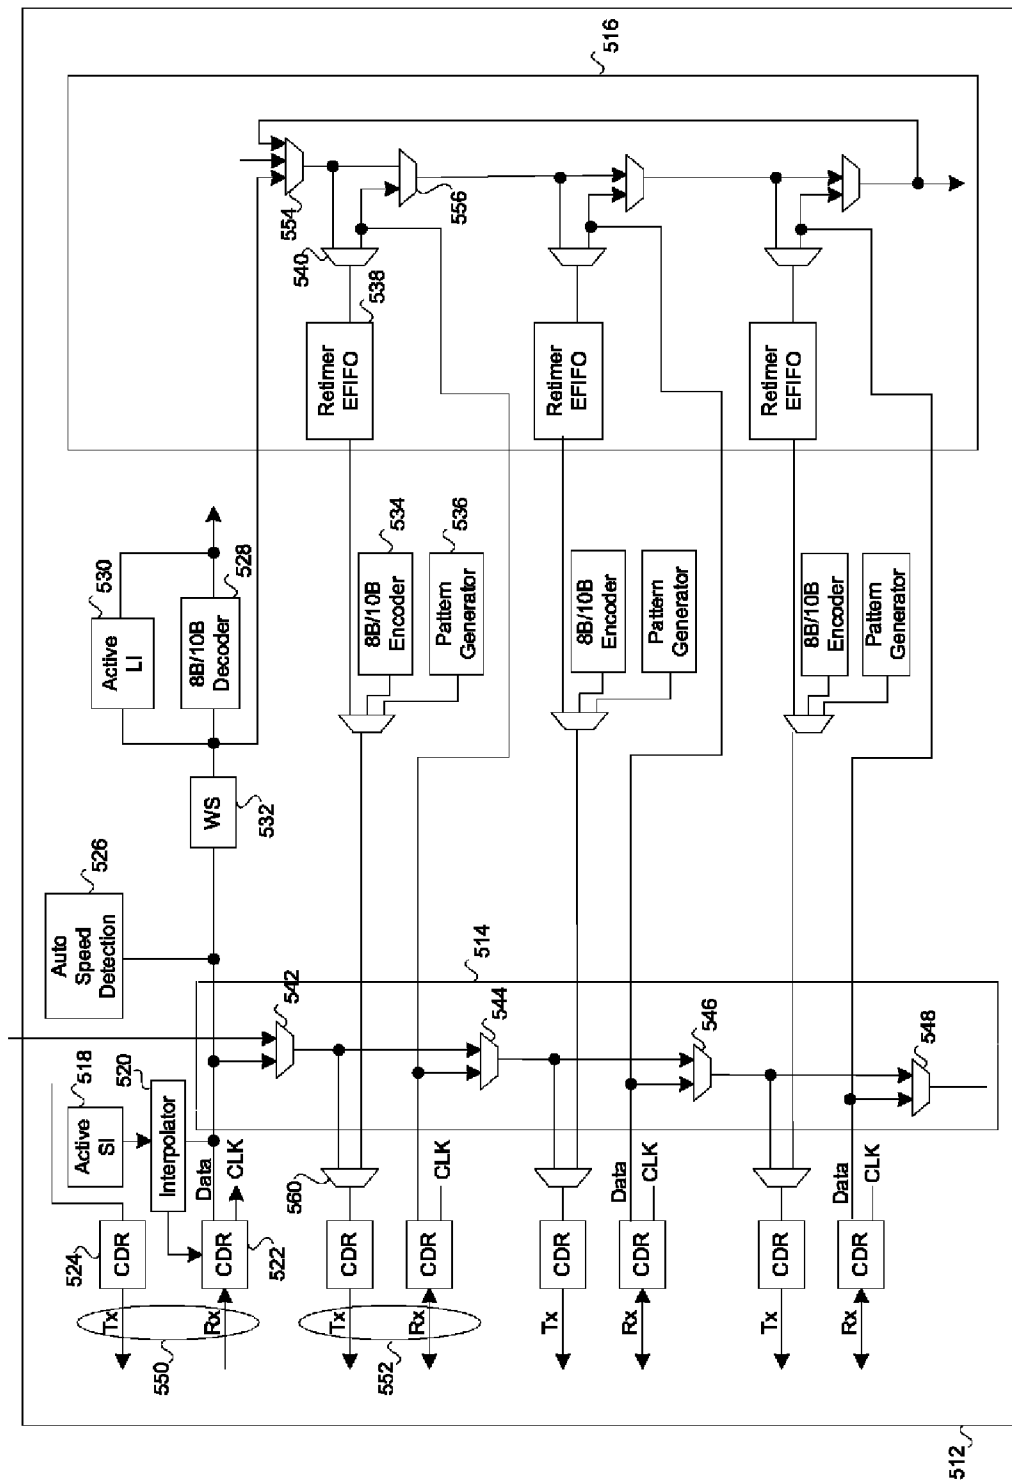 516
554
540
556
538
Retimer
EFIFO
Retimer
EFIFO
Retimer
EFIFO
530
Active
LI
528
8B/10B
Decoder
534
8B/10B
Encoder
536
Pattern
Generator
8B/10B
Encoder
Pattern
Generator
8B/10B
Encoder
Pattern
Generator
WS
532
526
Auto
Speed
Detection
514
542
544
546
548
518
Active
SI
520
Interpolator
Data
CLK
560
CLK
Data
CLK
Data
CLK
524
CDR
CDR
522
CDR
CDR
CDR
CDR
CDR
CDR
Tx
Rx
550
Tx
Rx
552
Tx
Rx
Tx
Rx
512